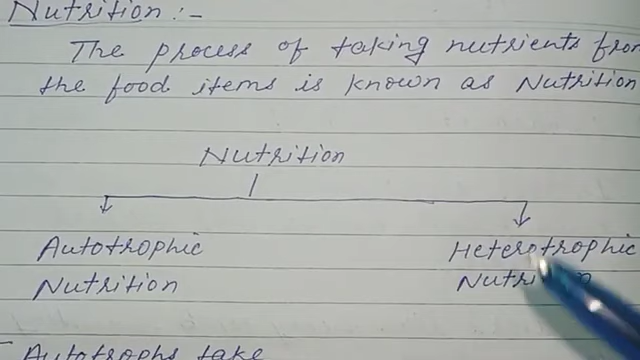 Nutrition :-
The process of taking nutrients from
the food items is known as Nutrition
Nutrition
Autotrophic Heterotrophic
Nutrition Nutrition
Autotrophs take